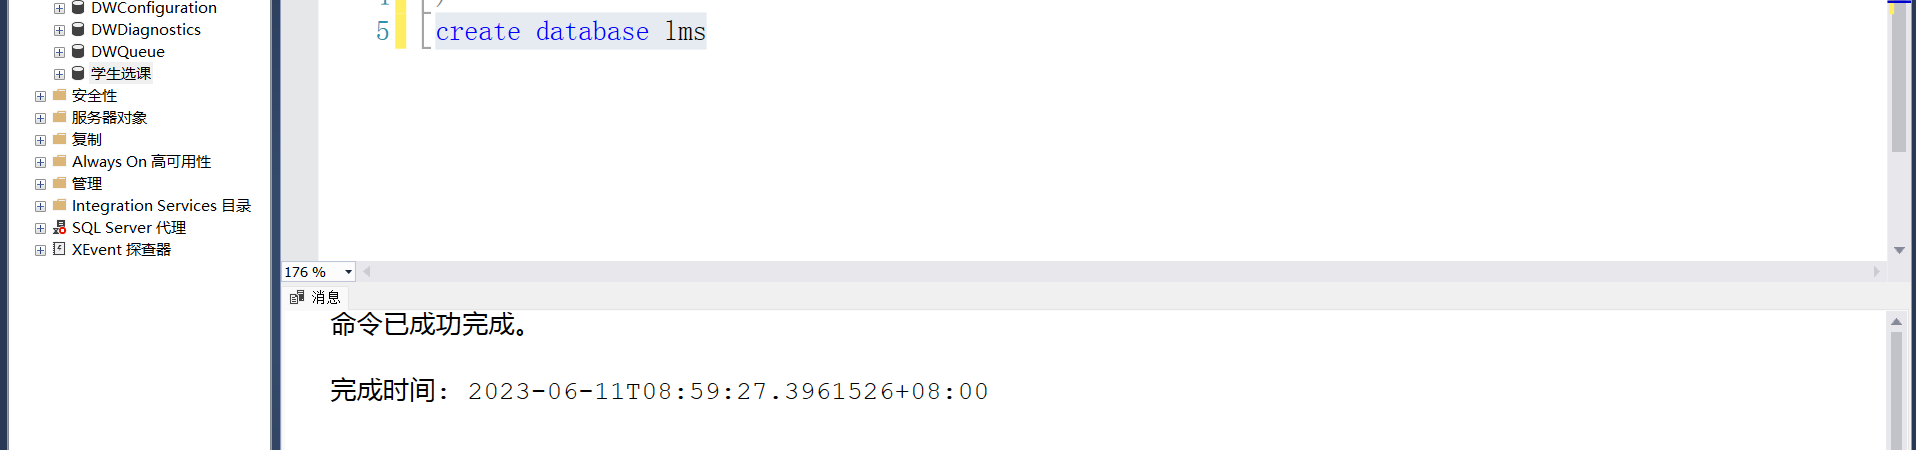 DWConfiguration
DWDiagnostics
DWQueue
学生选课
安全性
服务器对象
复制
Always On 高可用性
管理
Integration Services 目录
SQL Server 代理
XEvent 探查器
5 create database lms
176 %
消息
命令已成功完成。
完成时间: 2023-06-11T08:59:27.3961526+08:00